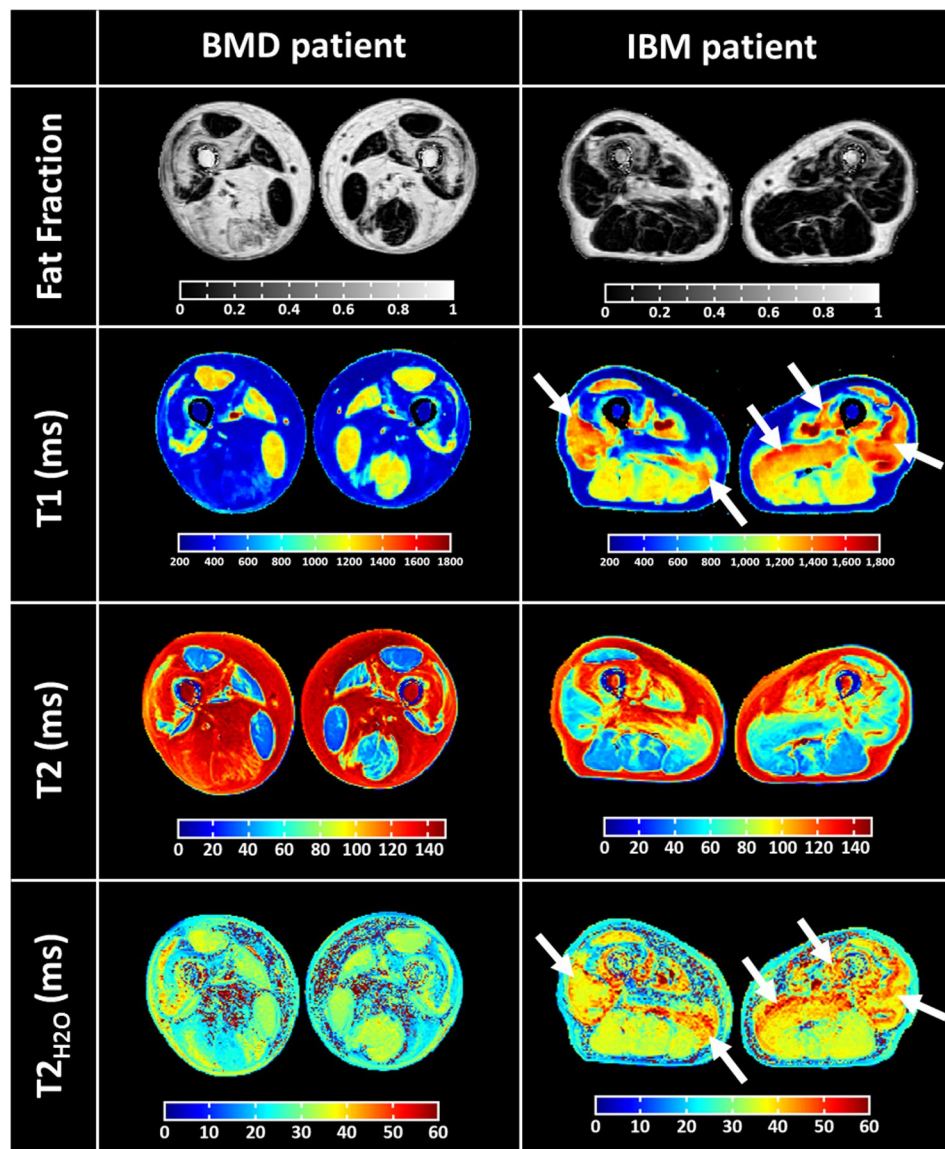 BMD patient
IBM patient
Fat Fraction
0 0.2 0.4 0.6 0.8 1
0 0.2 0.4 0.6 0.8 1
T1 (ms)
200 400 600 800 1000 1200 1400 1600 1800
200 400 600 800 1,000 1,200 1,400 1,600 1,800
T2 (ms)
0 20 40 60 80 100 120 140
0 20 40 60 80 100 120 140
T2H2O (ms)
0 10 20 30 40 50 60
0 10 20 30 40 50 60